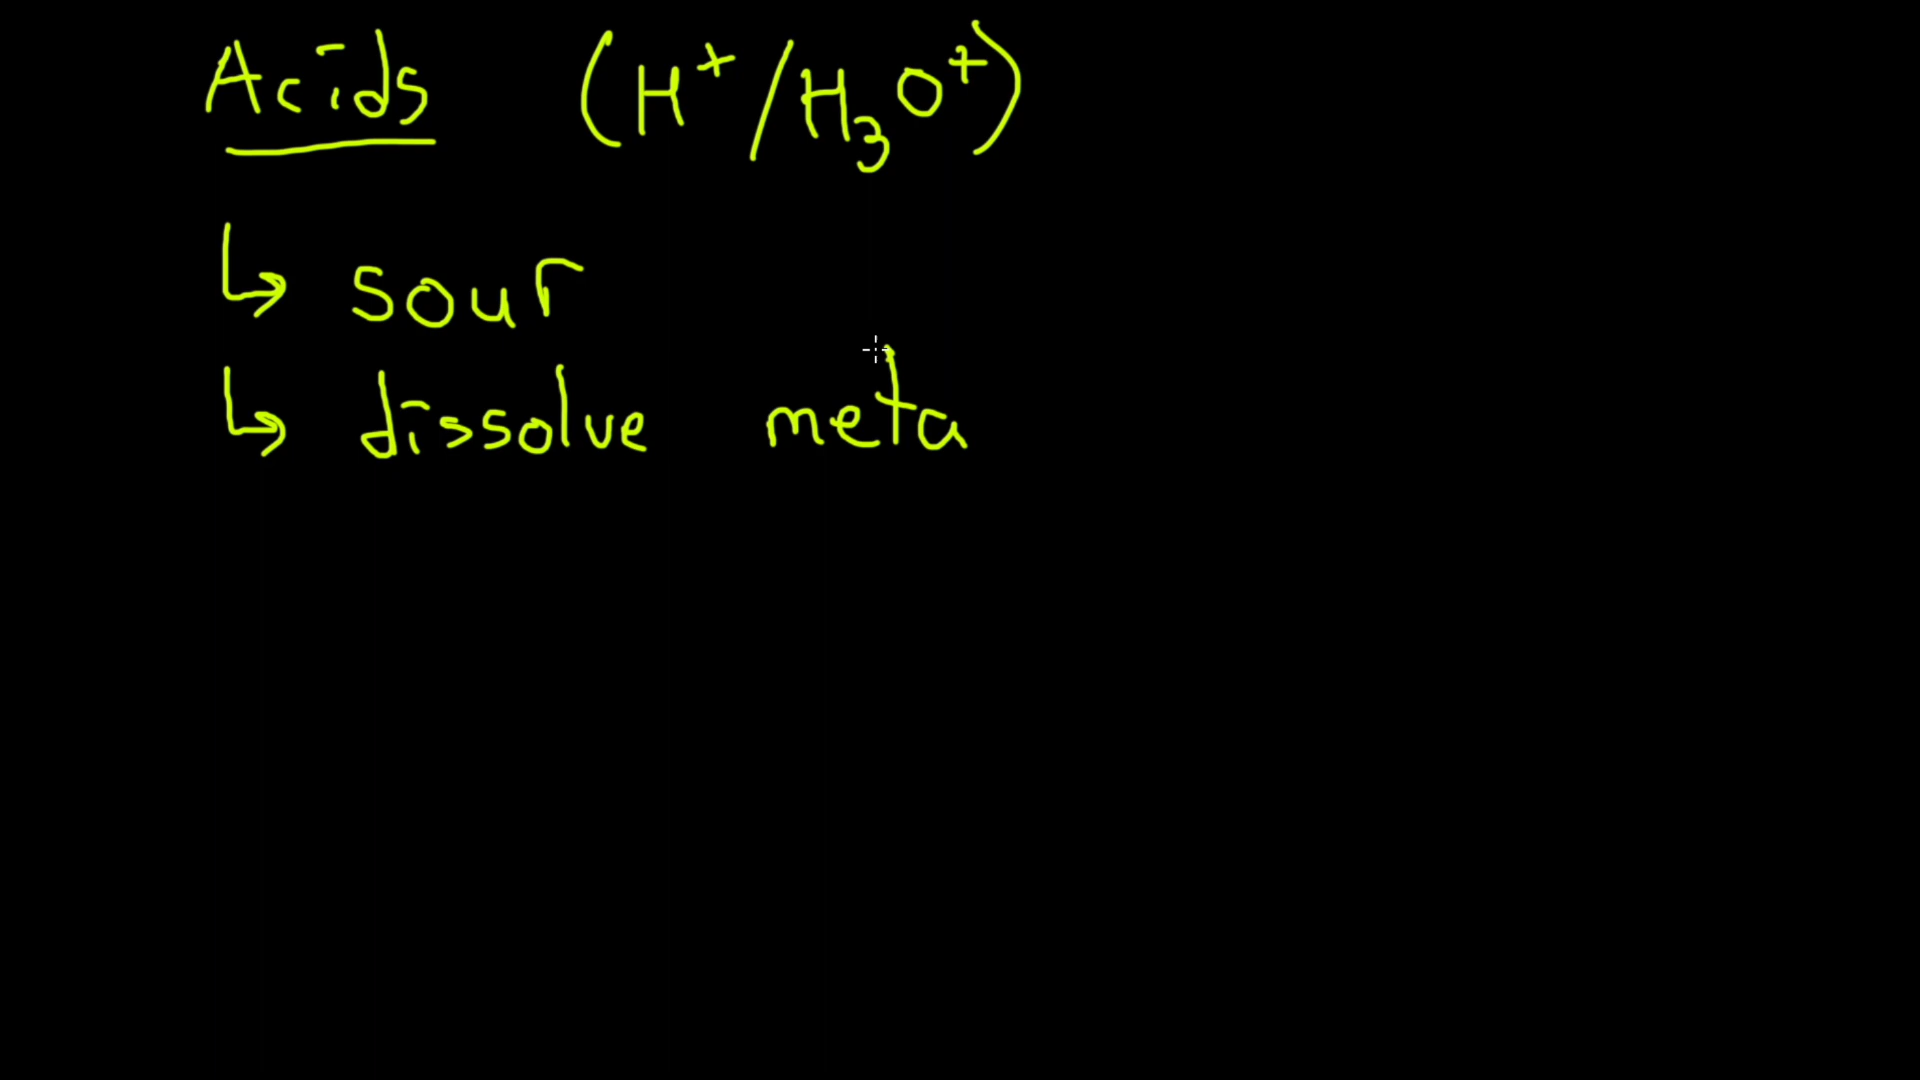 Acids (H⁺/H₃O⁺)
↳ sour
↳ dissolve meta